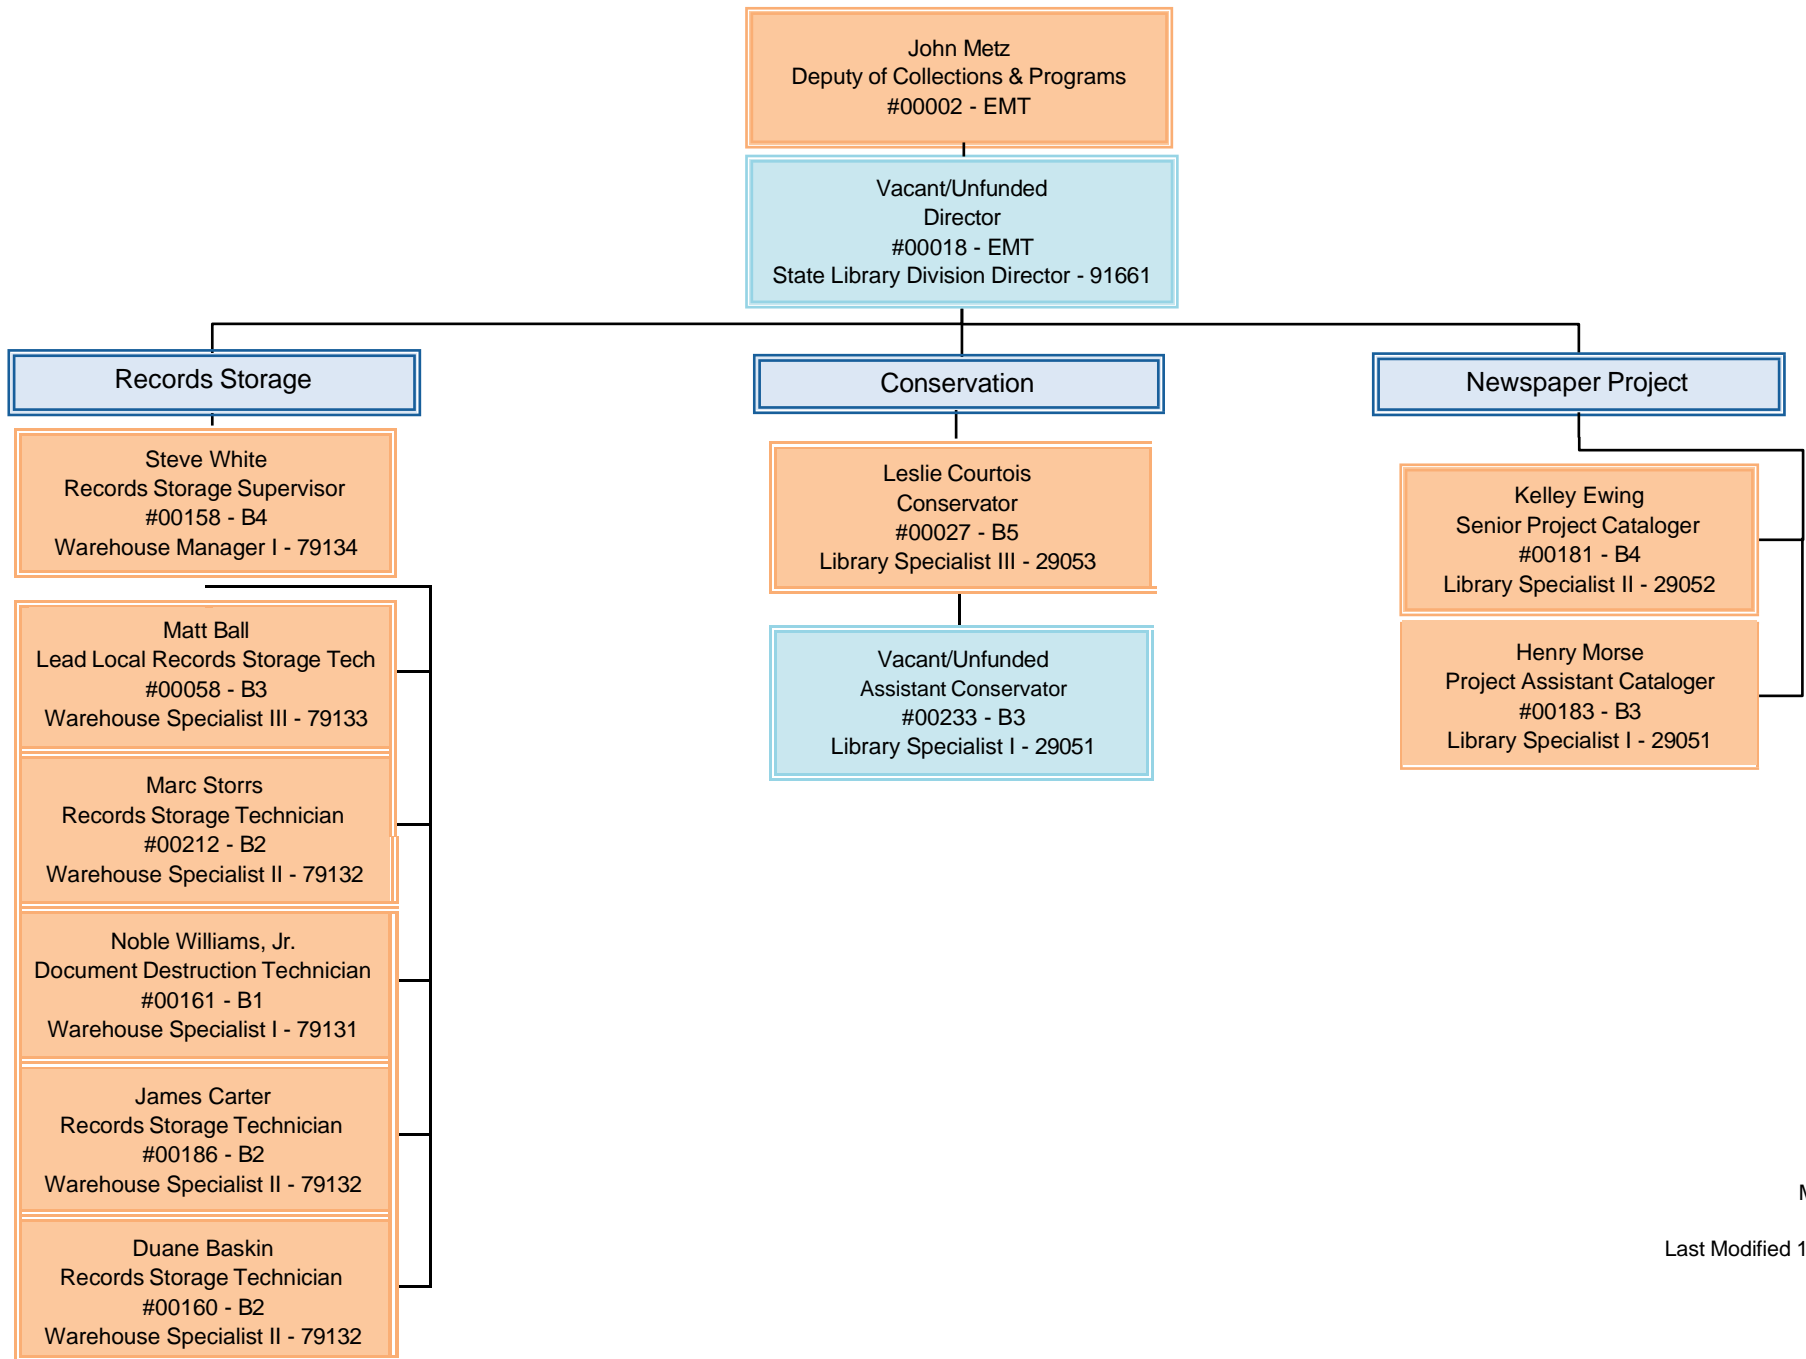 John Metz
Deputy of Collections & Programs
#00002 - EMT
Vacant/Unfunded
Director
#00018 - EMT
State Library Division Director - 91661
Records Storage
Steve White
Records Storage Supervisor
#00158 - B4
Warehouse Manager I - 79134
Matt Ball
Lead Local Records Storage Tech
#00058 - B3
Warehouse Specialist III - 79133
Marc Storrs
Records Storage Technician
#00212 - B2
Warehouse Specialist II - 79132
Noble Williams, Jr.
Document Destruction Technician
#00161 - B1
Warehouse Specialist I - 79131
James Carter
Records Storage Technician
#00186 - B2
Warehouse Specialist II - 79132
Duane Baskin
Records Storage Technician
#00160 - B2
Warehouse Specialist II - 79132
Conservation
Leslie Courtois
Conservator
#00027 - B5
Library Specialist III - 29053
Vacant/Unfunded
Assistant Conservator
#00233 - B3
Library Specialist I - 29051
Newspaper Project
Kelley Ewing
Senior Project Cataloger
#00181 - B4
Library Specialist II - 29052
Henry Morse
Project Assistant Cataloger
#00183 - B3
Library Specialist I - 29051
Last Modified 1